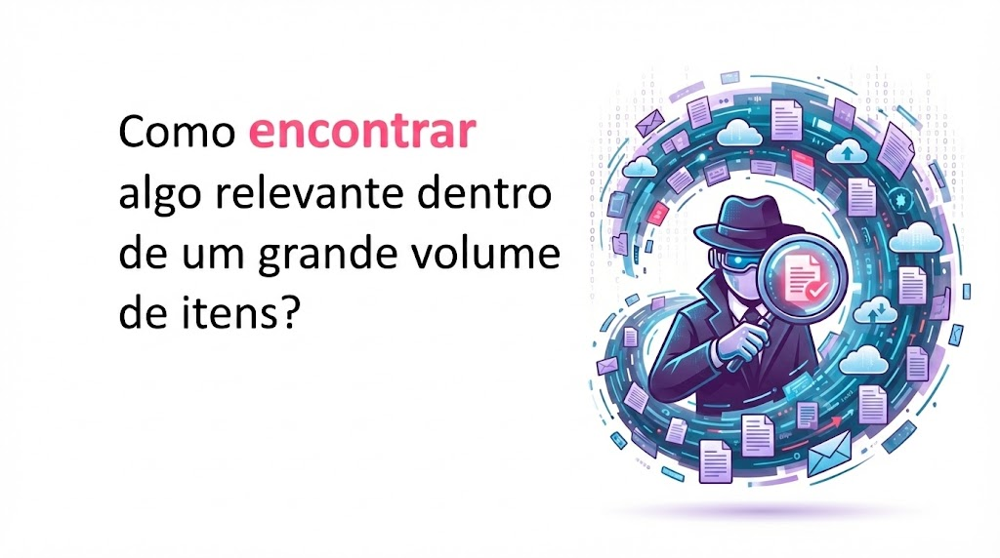 Como encontrar
algo relevante dentro
de um grande volume
de itens?